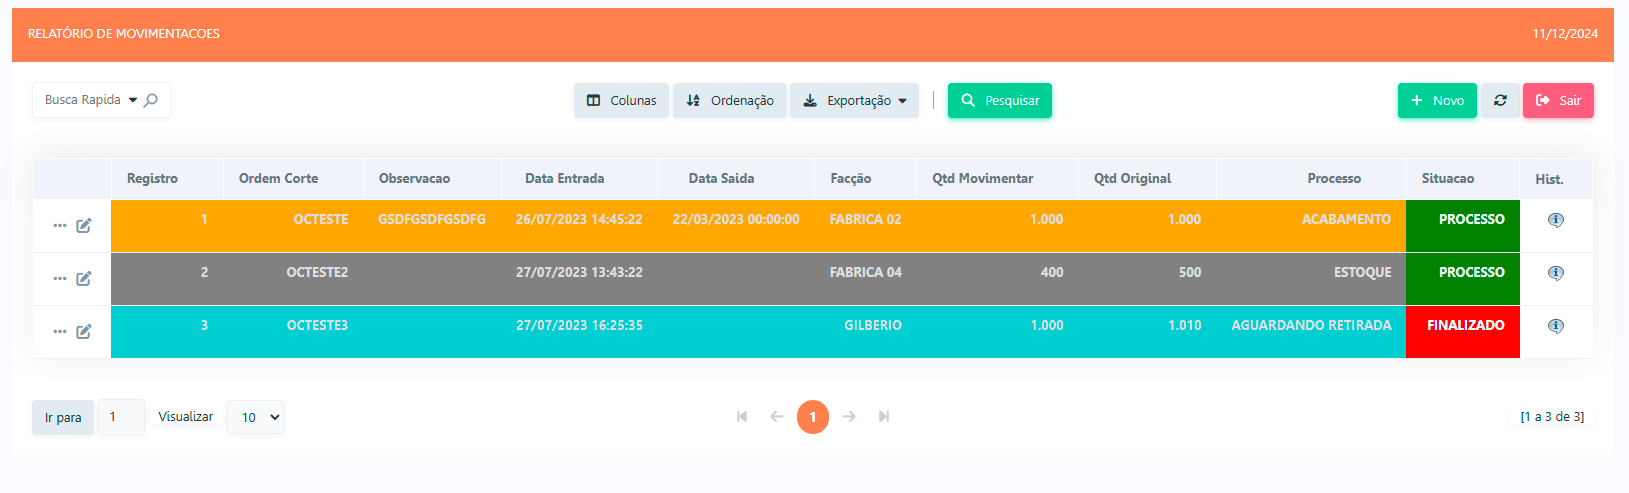 RELATÓRIO DE MOVIMENTACOES 11/12/2024
Busca Rapida Colunas Ordenação Exportação Pesquisar Novo Sair
Registro Ordem Corte Observacao Data Entrada Data Saida Facção Qtd Movimentar Qtd Original Processo Situacao Hist.
1 OCTESTE GSDFGSDFGSDFG 26/07/2023 14:45:22 22/03/2023 00:00:00 FABRICA 02 1.000 1.000 ACABAMENTO PROCESSO
2 OCTESTE2 27/07/2023 13:43:22 FABRICA 04 400 500 ESTOQUE PROCESSO
3 OCTESTE3 27/07/2023 16:25:35 GILBERIO 1.000 1.010 AGUARDANDO RETIRADA FINALIZADO
Ir para 1 Visualizar 10 1 [1 a 3 de 3]